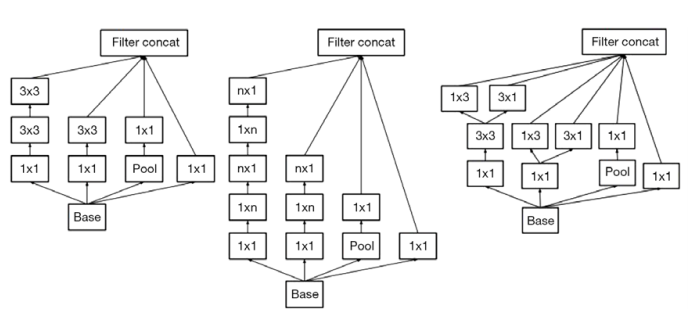 Filter concat
3x3
3x3
3x3
1x1
1x1
1x1
Pool
1x1
Base
Filter concat
nx1
1xn
nx1
nx1
1xn
1xn
1x1
1x1
1x1
Pool
1x1
Base
Filter concat
1x3
3x1
3x3
1x3
3x1
1x1
1x1
1x1
Pool
1x1
Base